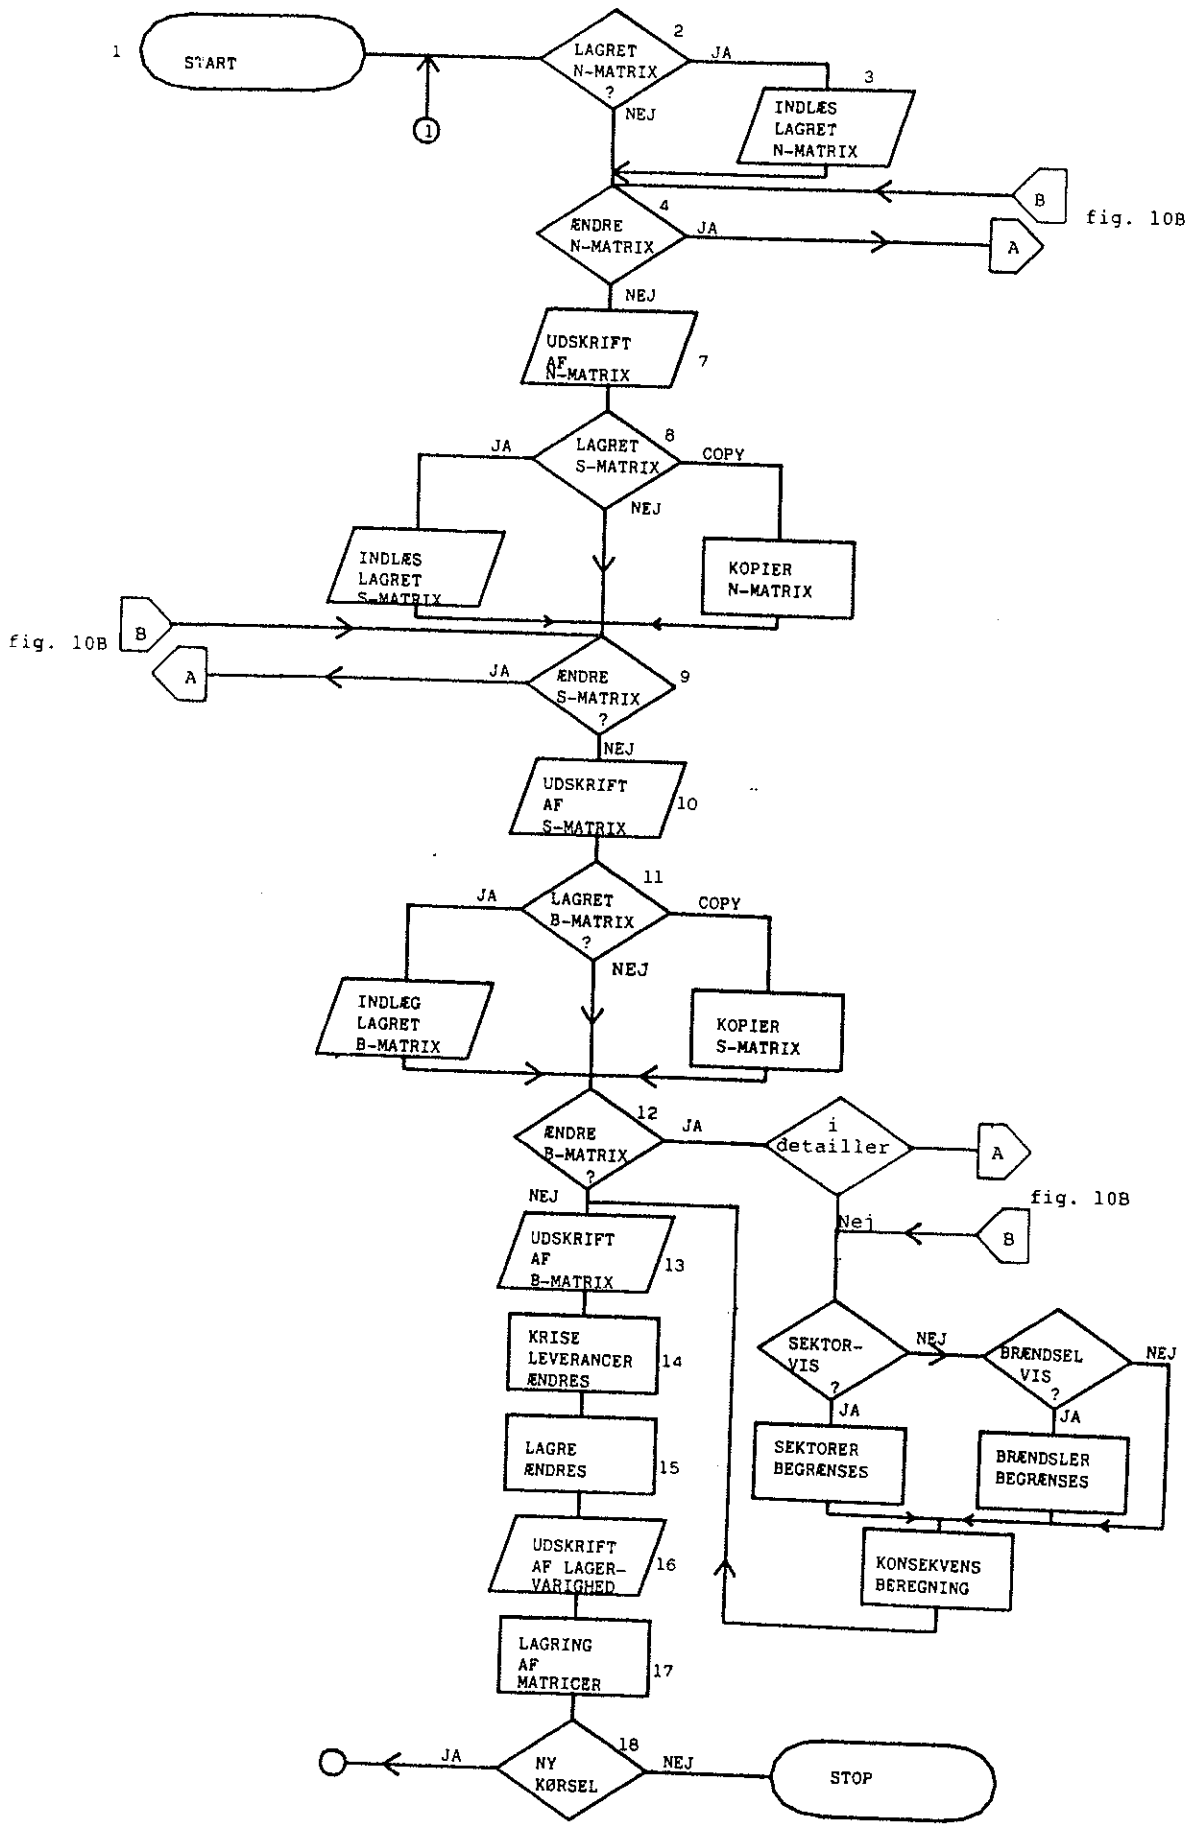 1
START
2
LAGRET
N-MATRIX
?
JA
NEJ
3
INDLÆS
LAGRET
N-MATRIX
1
B
fig. 10B
4
ÆNDRE
N-MATRIX
JA
A
NEJ
UDSKRIFT
AF
N-MATRIX
7
8
LAGRET
S-MATRIX
JA
COPY
NEJ
INDLÆS
LAGRET
S-MATRIX
KOPIER
N-MATRIX
fig. 10B
B
A
JA
ÆNDRE
S-MATRIX
?
9
NEJ
UDSKRIFT
AF
S-MATRIX
10
11
LAGRET
B-MATRIX
?
JA
COPY
NEJ
INDLÆG
LAGRET
B-MATRIX
KOPIER
S-MATRIX
12
ÆNDRE
B-MATRIX
?
JA
i
detailler
A
NEJ
fig. 10B
Nej
B
UDSKRIFT
AF
B-MATRIX
13
KRISE
LEVERANCER
ÆNDRES
14
SEKTOR-
VIS
?
NEJ
BRÆNDSEL
VIS
?
NEJ
JA
JA
LAGRE
ÆNDRES
15
SEKTORER
BEGRÆNSES
BRÆNDSLER
BEGRÆNSES
UDSKRIFT
AF LAGER-
VARIGHED
16
KONSEKVENS
BEREGNING
LAGRING
AF
MATRICER
17
18
NY
KØRSEL
JA
NEJ
STOP